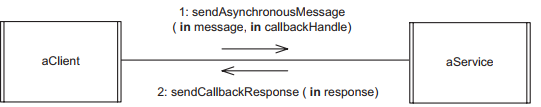 1: sendAsynchronousMessage
( in message, in callbackHandle)
aClient
aService
2: sendCallbackResponse ( in response)